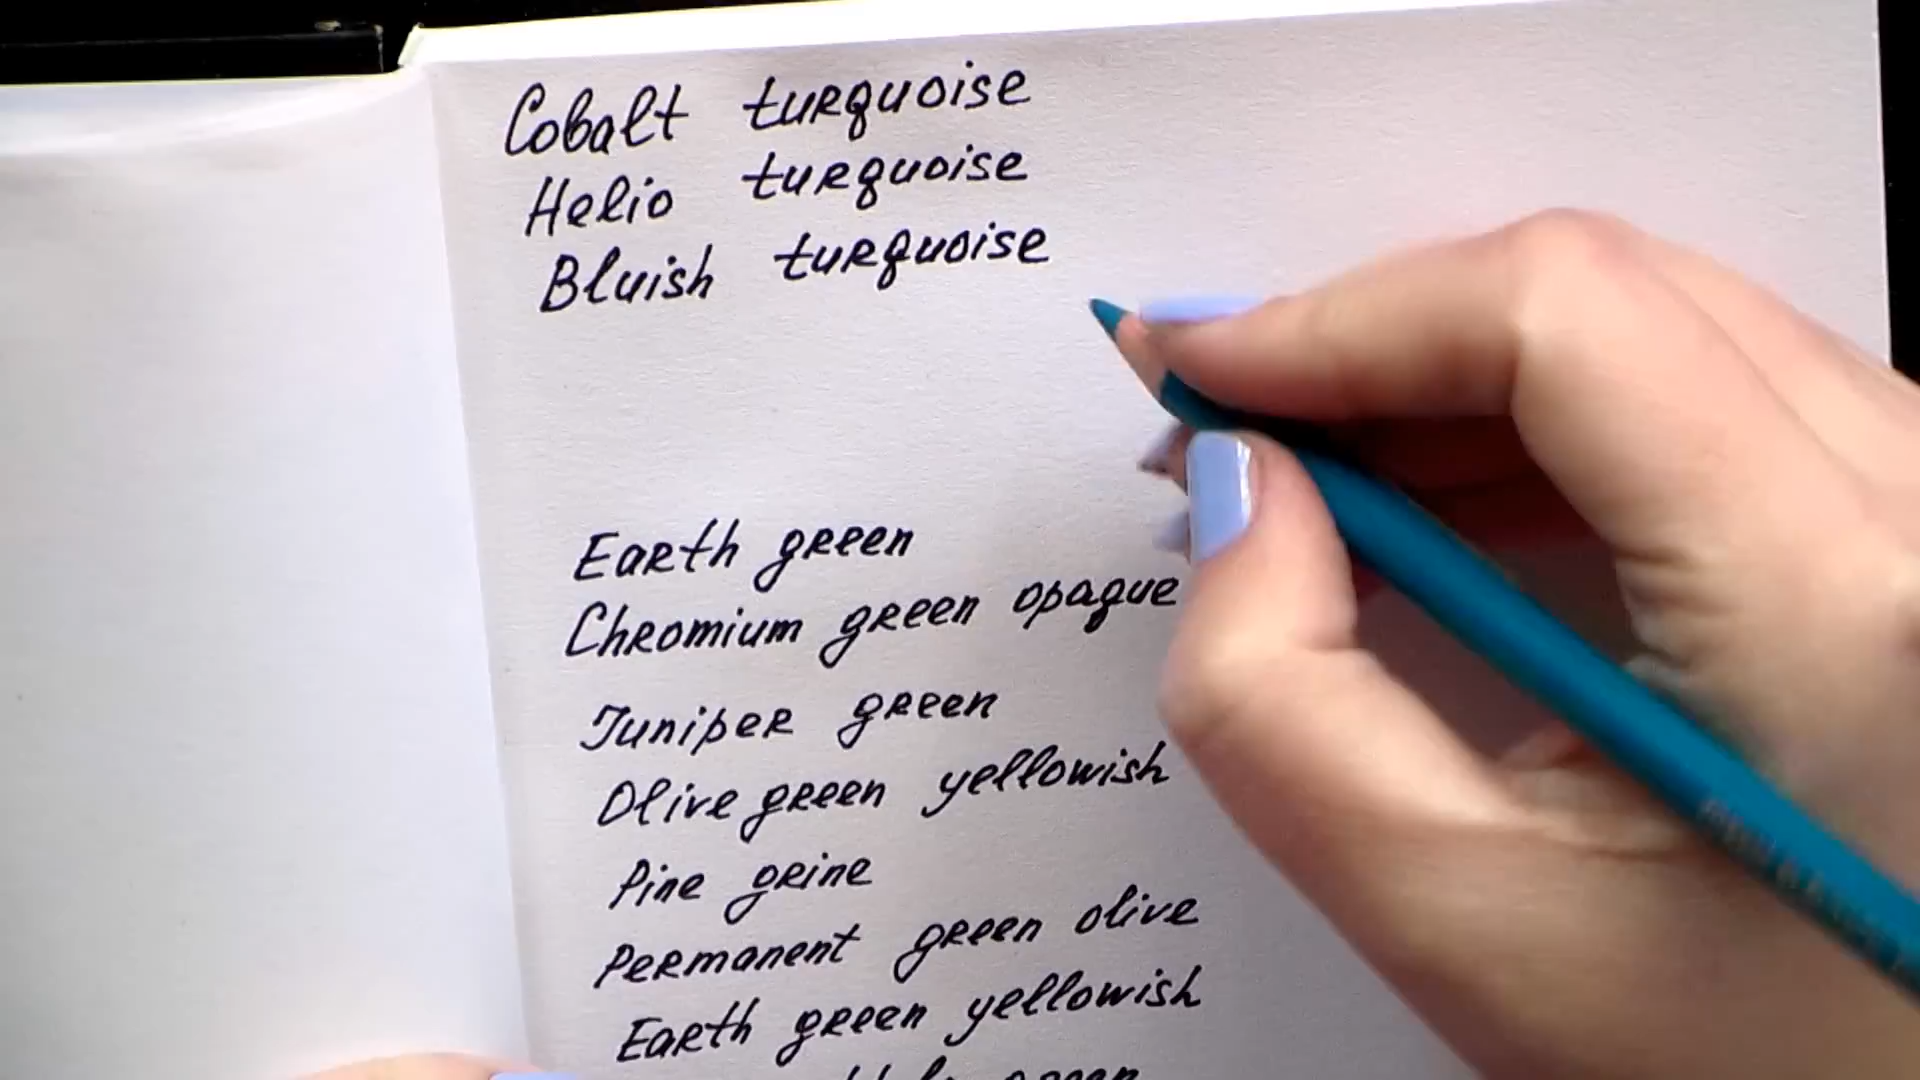 Cobalt turquoise
Helio turquoise
Bluish turquoise
Earth green
Chromium green opaque
Juniper green
Olive green yellowish
Pine grine
Permanent green olive
Earth green yellowish
green